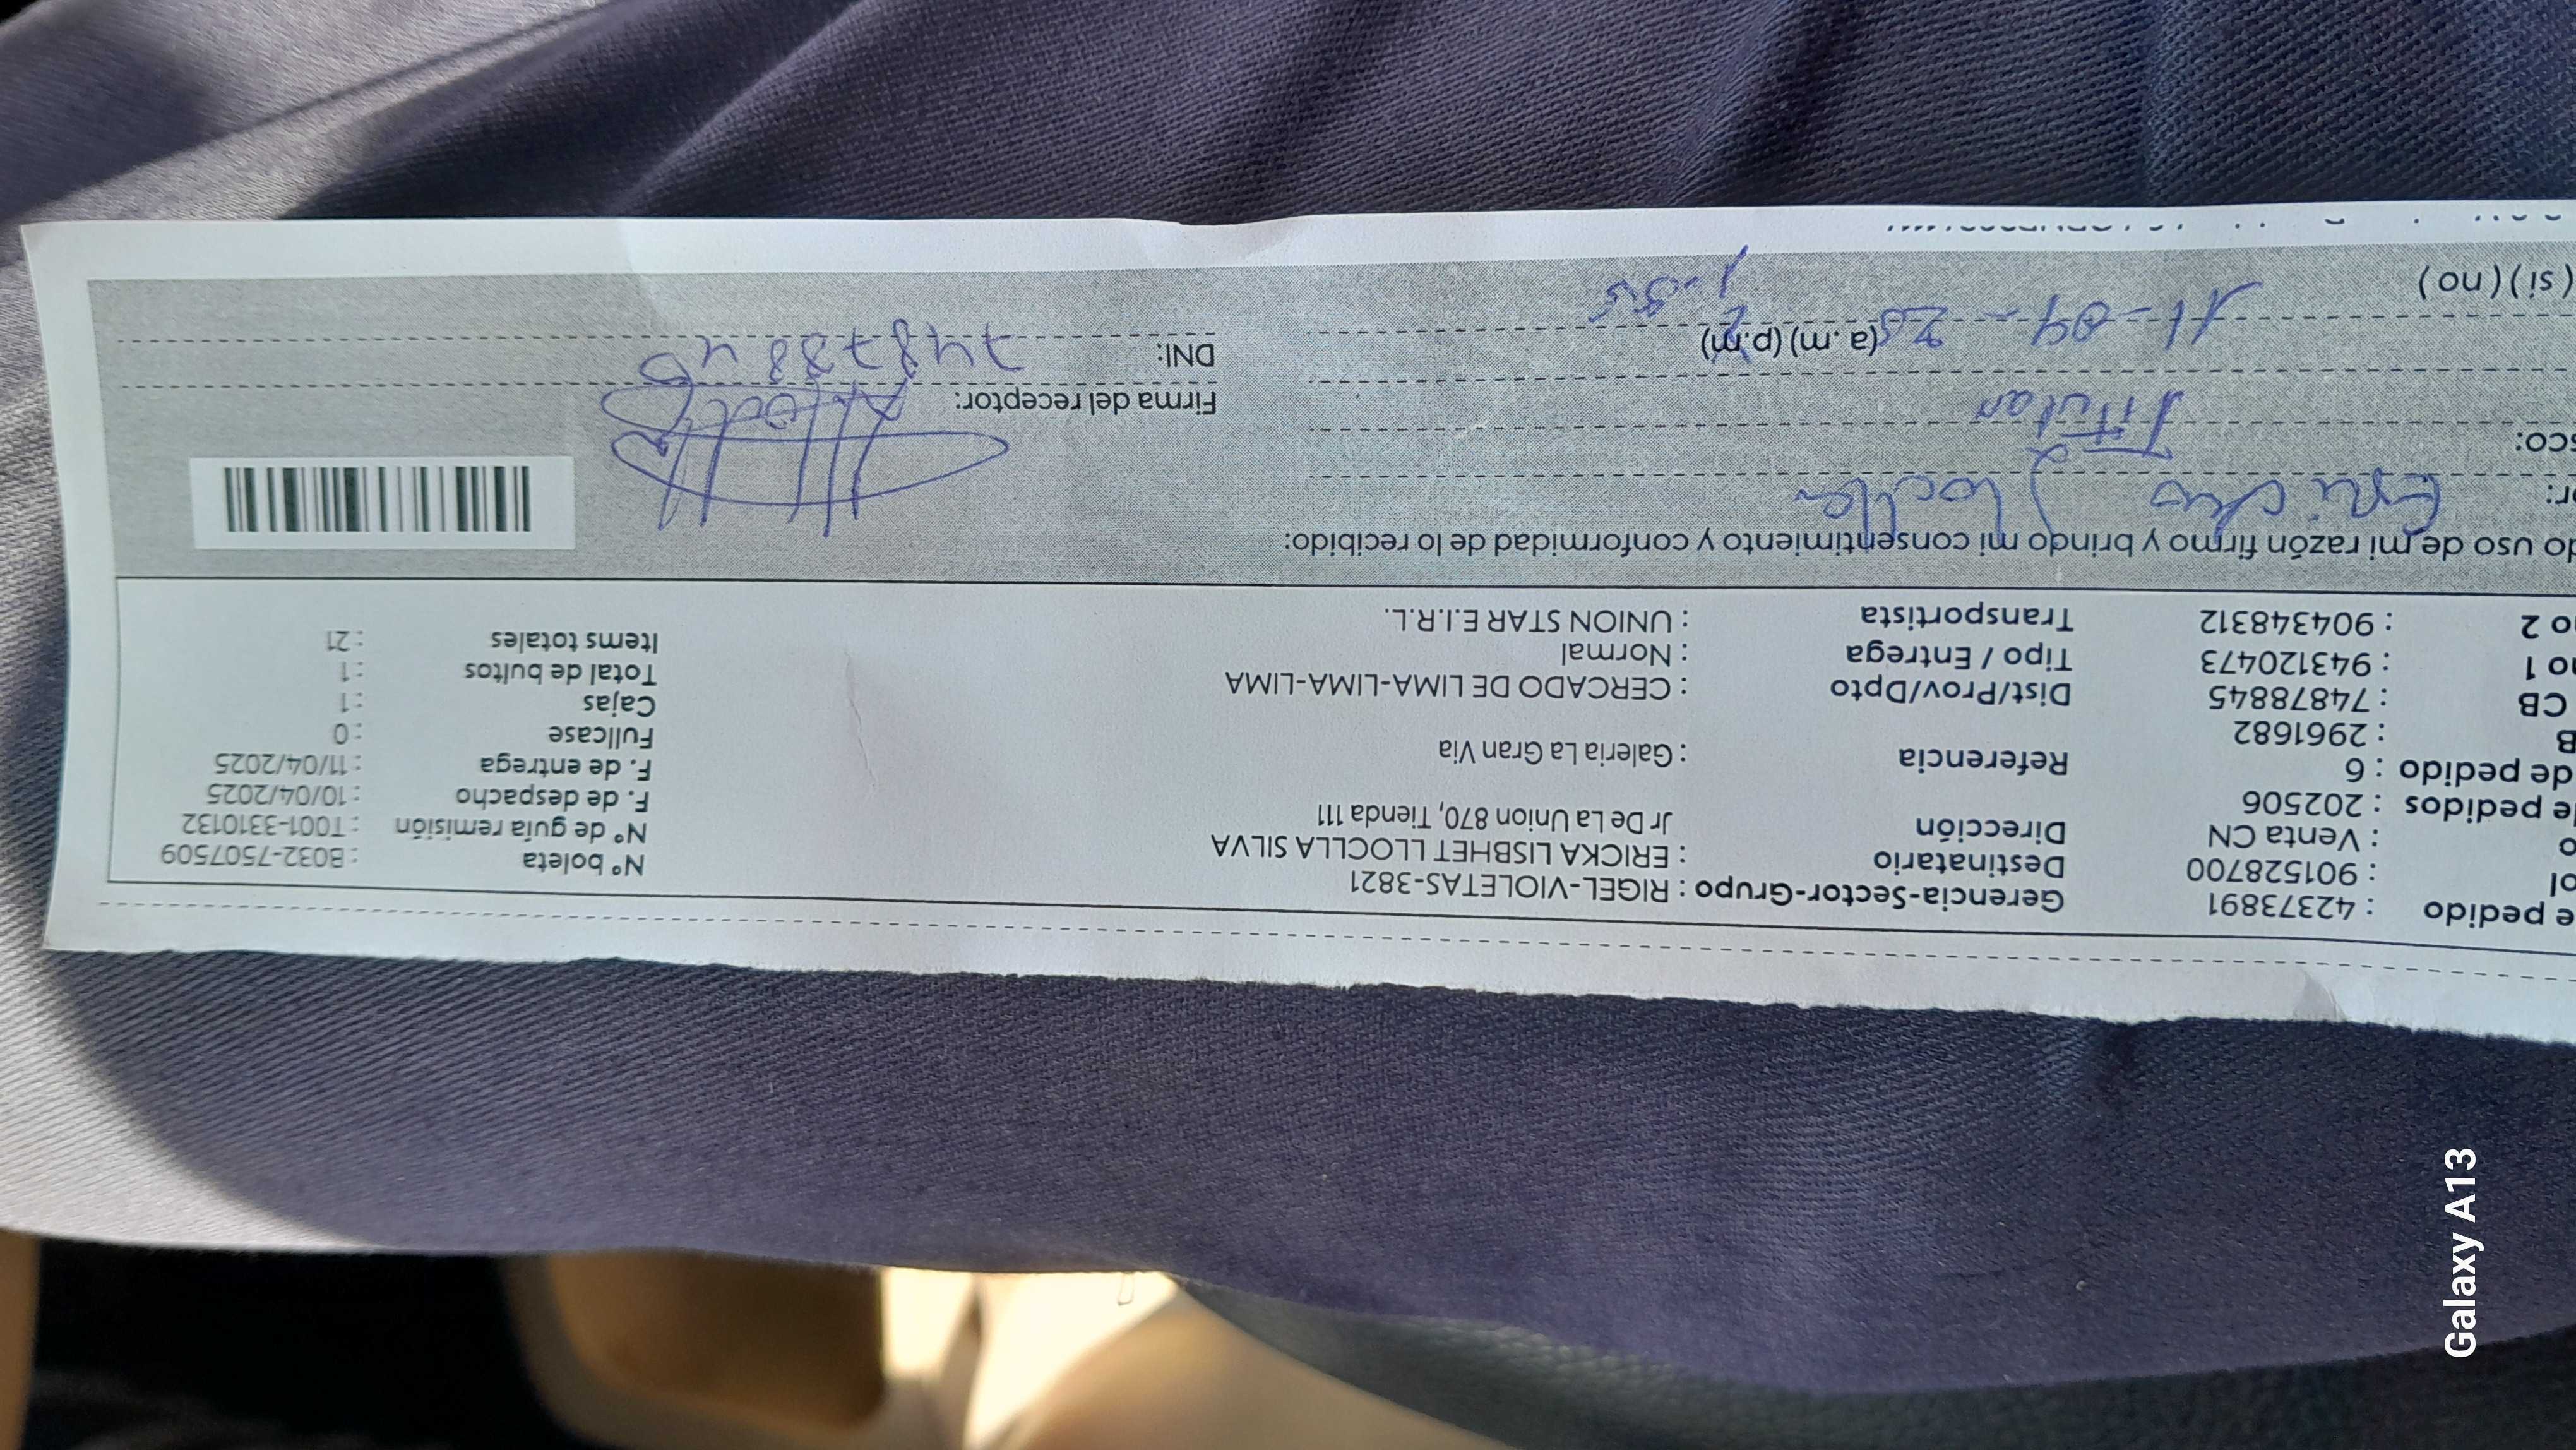 e pedido : 42373891 Gerencia-Sector-Grupo : RIGEL-VIOLETAS-3821 N° boleta : B032-7507509
ol : 901528700 Destinatario : ERICKA LISBHET LLOCLLA SILVA N° de guía remisión : T001-3310132
o : Venta CN Dirección Jr De La Union 870, Tienda 111 F. de despacho : 10/04/2025
e pedidos : 202506 F. de entrega : 11/04/2025
de pedido : 6 Referencia : Galeria La Gran Via Fullcase : 0
B : 2961682 Cajas : 1
CB : 74878845 Dist/Prov/Dpto : CERCADO DE LIMA-LIMA-LIMA Total de bultos : 1
no 1 : 943120473 Tipo / Entrega : Normal Items totales : 21
no 2 : 904348312 Transportista : UNION STAR E.I.R.L.
do uso de mi razón firmo y brindo mi consentimiento y conformidad de lo recibido:
or:
sco: Titular
Firma del receptor:
11-04-25 (a. m) (p.m) DNI:
(si) (no)
Galaxy A13